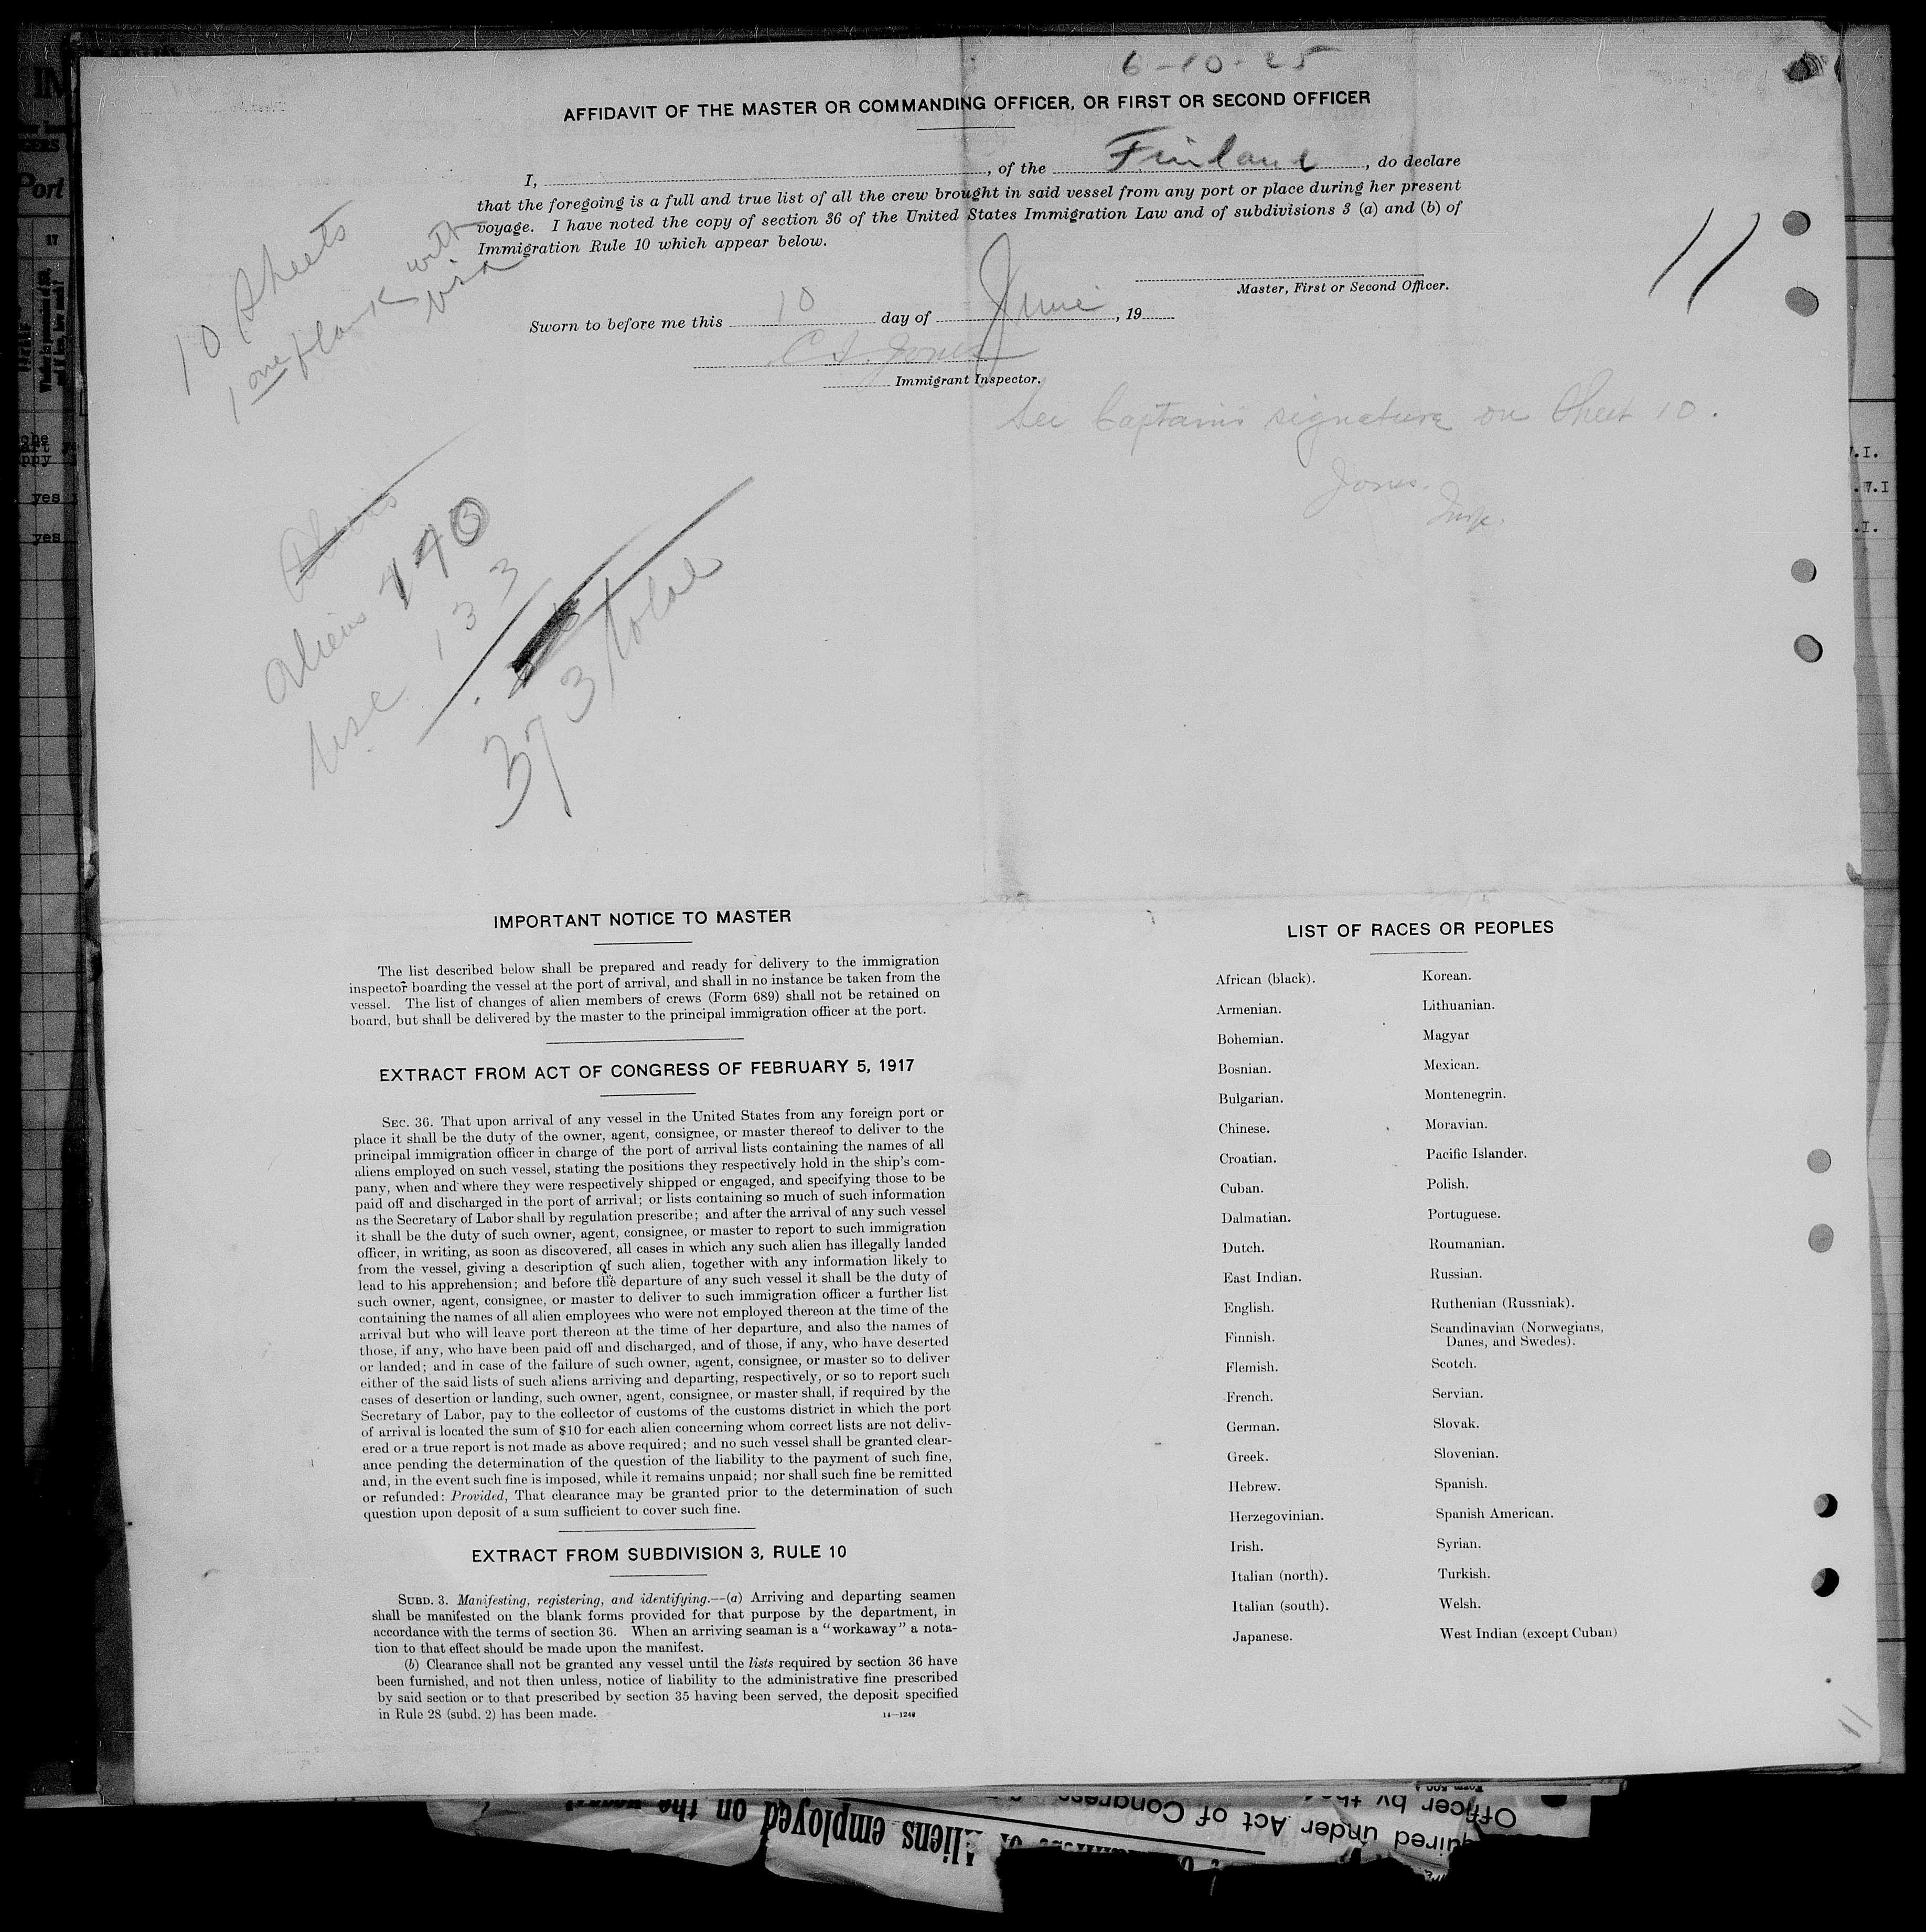 6-10-25
AFFIDAVIT OF THE MASTER OR COMMANDING OFFICER, OR FIRST OR SECOND OFFICER
I, , of the Finland , do declare
that the foregoing is a full and true list of all the crew brought in said vessel from any port or place during her present
voyage. I have noted the copy of section 36 of the United States Immigration Law and of subdivisions 3 (a) and (b) of
Immigration Rule 10 which appear below.
10 Sheets
1 one blank with
visa
11
Master, First or Second Officer.
Sworn to before me this 10 day of June , 19
Jones
Immigrant Inspector.
See Captain's signature on Sheet 10.
Jones.
Insp.
Aliens
aliens 440
usc 133
373 total
IMPORTANT NOTICE TO MASTER
The list described below shall be prepared and ready for delivery to the immigration
inspector boarding the vessel at the port of arrival, and shall in no instance be taken from the
vessel. The list of changes of alien members of crews (Form 689) shall not be retained on
board, but shall be delivered by the master to the principal immigration officer at the port.
EXTRACT FROM ACT OF CONGRESS OF FEBRUARY 5, 1917
SEC. 36. That upon arrival of any vessel in the United States from any foreign port or
place it shall be the duty of the owner, agent, consignee, or master thereof to deliver to the
principal immigration officer in charge of the port of arrival lists containing the names of all
aliens employed on such vessel, stating the positions they respectively hold in the ship's com-
pany, when and where they were respectively shipped or engaged, and specifying those to be
paid off and discharged in the port of arrival; or lists containing so much of such information
as the Secretary of Labor shall by regulation prescribe; and after the arrival of any such vessel
it shall be the duty of such owner, agent, consignee, or master to report to such immigration
officer, in writing, as soon as discovered, all cases in which any such alien has illegally landed
from the vessel, giving a description of such alien, together with any information likely to
lead to his apprehension; and before the departure of any such vessel it shall be the duty of
such owner, agent, consignee, or master to deliver to such immigration officer a further list
containing the names of all alien employees who were not employed thereon at the time of the
arrival but who will leave port thereon at the time of her departure, and also the names of
those, if any, who have been paid off and discharged, and of those, if any, who have deserted
or landed; and in case of the failure of such owner, agent, consignee, or master so to deliver
either of the said lists of such aliens arriving and departing, respectively, or so to report such
cases of desertion or landing, such owner, agent, consignee, or master shall, if required by the
Secretary of Labor, pay to the collector of customs of the customs district in which the port
of arrival is located the sum of $10 for each alien concerning whom correct lists are not deliv-
ered or a true report is not made as above required; and no such vessel shall be granted clear-
ance pending the determination of the question of the liability to the payment of such fine,
and, in the event such fine is imposed, while it remains unpaid; nor shall such fine be remitted
or refunded: Provided, That clearance may be granted prior to the determination of such
question upon deposit of a sum sufficient to cover such fine.
EXTRACT FROM SUBDIVISION 3, RULE 10
SUBD. 3. Manifesting, registering, and identifying.—(a) Arriving and departing seamen
shall be manifested on the blank forms provided for that purpose by the department, in
accordance with the terms of section 36. When an arriving seaman is a "workaway" a nota-
tion to that effect should be made upon the manifest.
(b) Clearance shall not be granted any vessel until the lists required by section 36 have
been furnished, and not then unless, notice of liability to the administrative fine prescribed
by said section or to that prescribed by section 35 having been served, the deposit specified
in Rule 28 (subd. 2) has been made.
14—1240
LIST OF RACES OR PEOPLES
African (black).
Armenian.
Bohemian.
Bosnian.
Bulgarian.
Chinese.
Croatian.
Cuban.
Dalmatian.
Dutch.
East Indian.
English.
Finnish.
Flemish.
French.
German.
Greek.
Hebrew.
Herzegovinian.
Irish.
Italian (north).
Italian (south).
Japanese.
Korean.
Lithuanian.
Magyar
Mexican.
Montenegrin.
Moravian.
Pacific Islander.
Polish.
Portuguese.
Roumanian.
Russian.
Ruthenian (Russniak).
Scandinavian (Norwegians,
Danes, and Swedes).
Scotch.
Servian.
Slovak.
Slovenian.
Spanish.
Spanish American.
Syrian.
Turkish.
Welsh.
West Indian (except Cuban)
11
Port
17
yes
yes
Aliens employed on the
Officer by
under Act of Congress